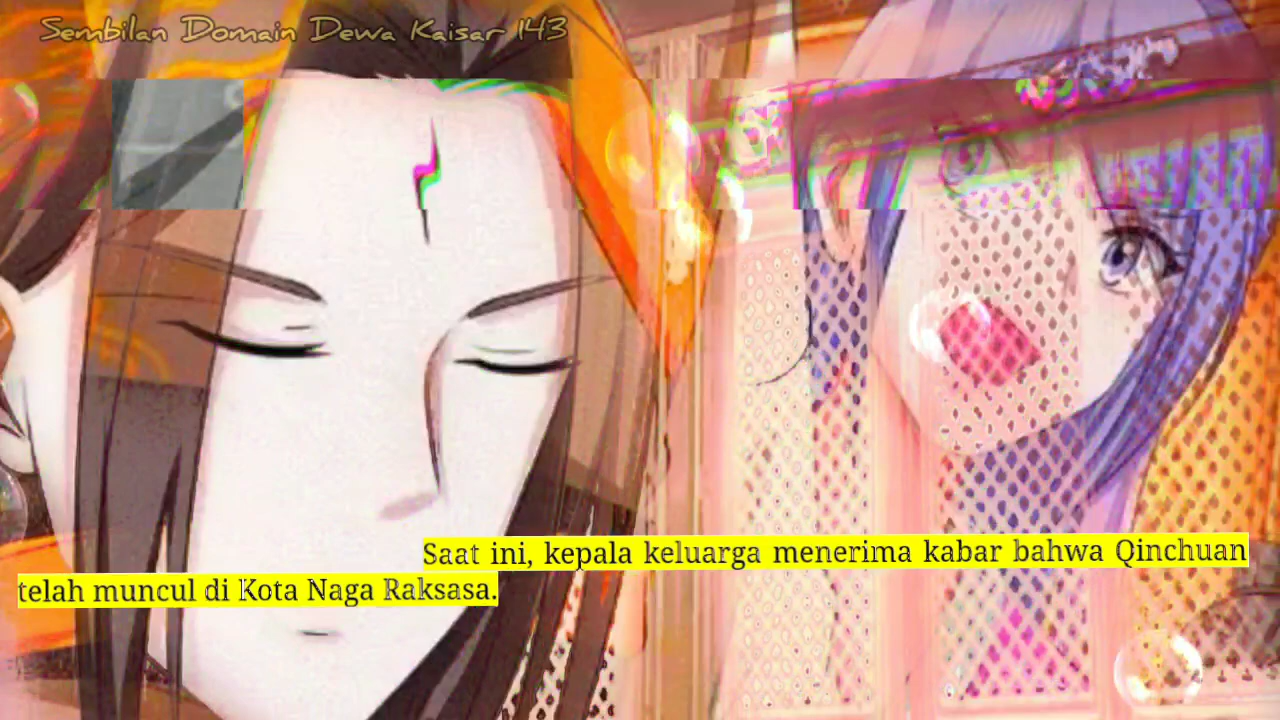 Sembilan Domain Dewa Kaisar 143
Saat ini, kepala keluarga menerima kabar bahwa Qinchuan
telah muncul di Kota Naga Raksasa.